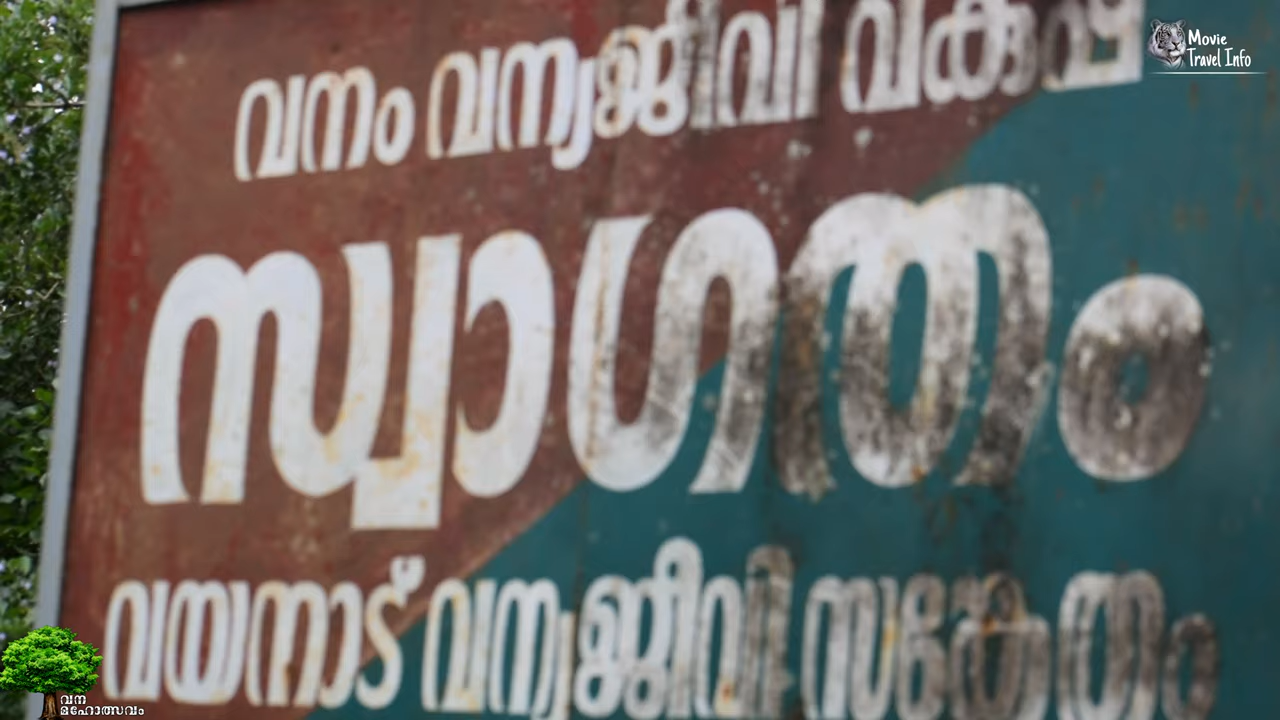 Movie
Travel Info
വനം വന്യജീവി വകുപ്പ്
സ്വാഗതം
വയനാട് വന്യജീവി സങ്കേതം
വന
മഹോത്സവം